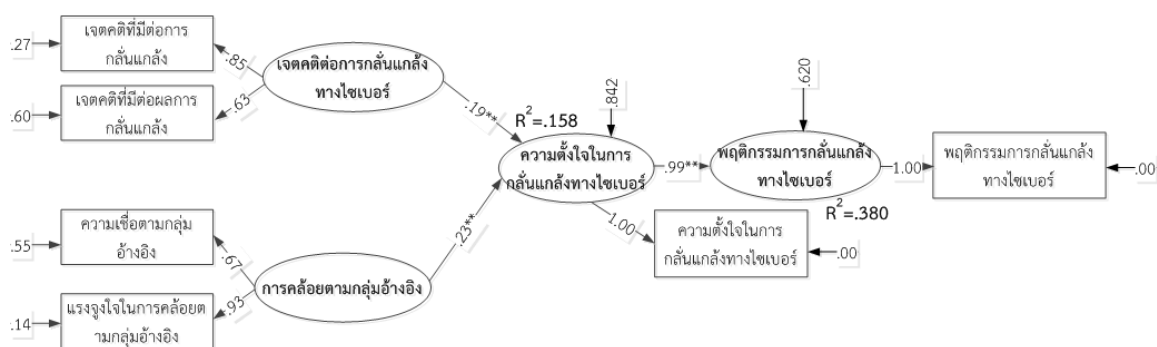 เจตคติที่มีต่อการ
กลั่นแกล้ง
.27
.85
เจตคติที่มีต่อผลการ
กลั่นแกล้ง
.60
.63
เจตคติต่อการกลั่นแกล้ง
ทางไซเบอร์
.19**
R²=.158
.842
ความตั้งใจในการ
กลั่นแกล้งทางไซเบอร์
.99**
.620
พฤติกรรมการกลั่นแกล้ง
ทางไซเบอร์
R²=.380
1.00
พฤติกรรมการกลั่นแกล้ง
ทางไซเบอร์
.00
1.00
ความตั้งใจในการ
กลั่นแกล้งทางไซเบอร์
.00
ความเชื่อตามกลุ่ม
อ้างอิง
.55
.67
การคล้อยตามกลุ่มอ้างอิง
.23**
แรงจูงใจในการคล้อยต
ามกลุ่มอ้างอิง
.14
.93